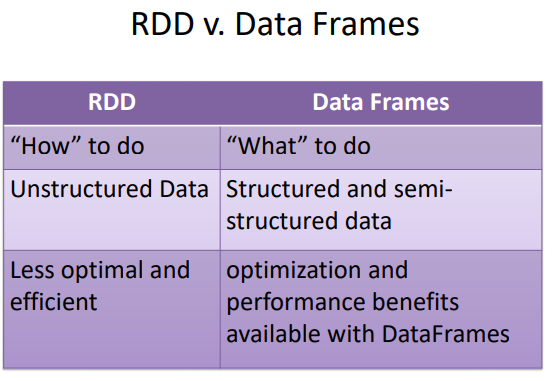 RDD v. Data Frames
RDD
Data Frames
“How” to do
“What” to do
Unstructured Data
Structured and semi-
structured data
Less optimal and
efficient
optimization and
performance benefits
available with DataFrames